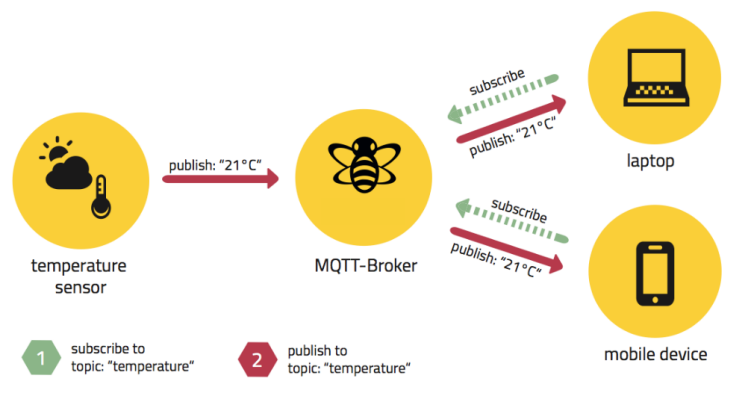 subscribe
publish: “21°C“
laptop
publish: “21°C“
temperature
sensor
MQTT-Broker
subscribe
publish: “21°C“
mobile device
1
subscribe to
topic: “temperature“
2
publish to
topic: “temperature“